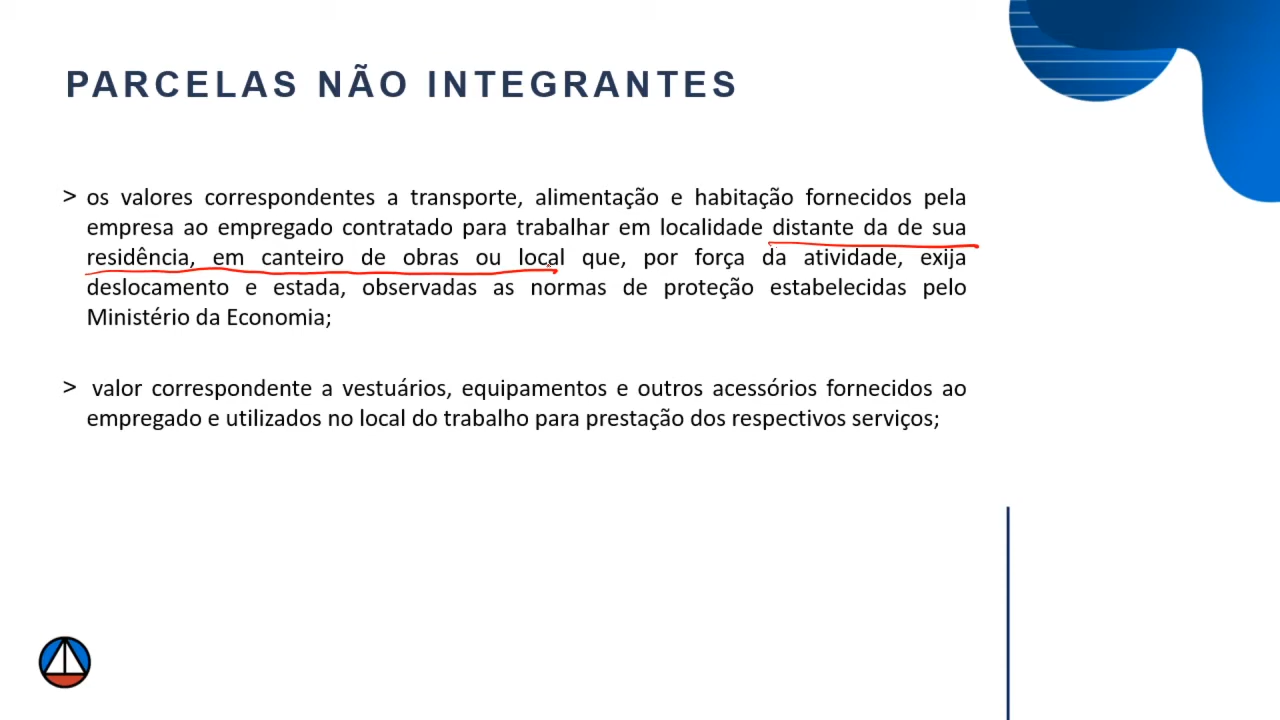 PARCELAS NÃO INTEGRANTES
> os valores correspondentes a transporte, alimentação e habitação fornecidos pela
empresa ao empregado contratado para trabalhar em localidade distante da de sua
residência, em canteiro de obras ou local que, por força da atividade, exija
deslocamento e estada, observadas as normas de proteção estabelecidas pelo
Ministério da Economia;
> valor correspondente a vestuários, equipamentos e outros acessórios fornecidos ao
empregado e utilizados no local do trabalho para prestação dos respectivos serviços;